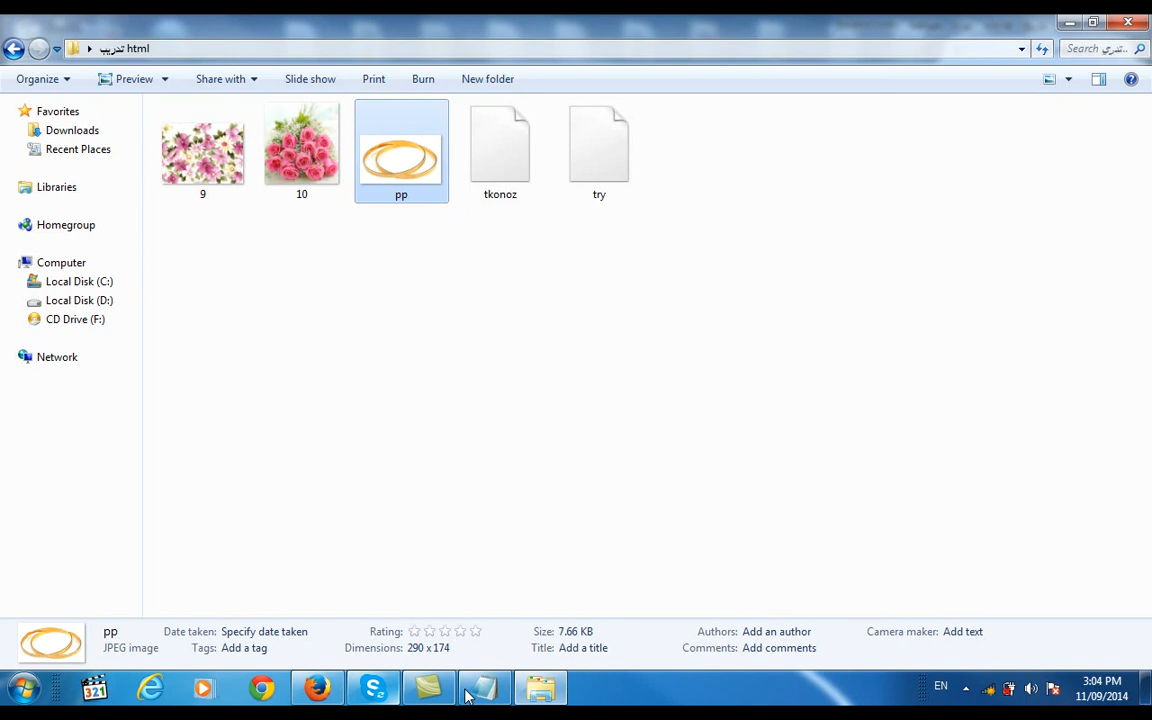 تدريب html
Search تدري...
Organize
Preview
Share with
Slide show
Print
Burn
New folder
Favorites
Downloads
Recent Places
Libraries
Homegroup
Computer
Local Disk (C:)
Local Disk (D:)
CD Drive (F:)
Network
9
10
pp
tkonoz
try
pp
JPEG image
Date taken: Specify date taken
Tags: Add a tag
Rating:
Dimensions: 290 x 174
Size: 7.66 KB
Title: Add a title
Authors: Add an author
Comments: Add comments
Camera maker: Add text
321
EN
3:04 PM
11/09/2014